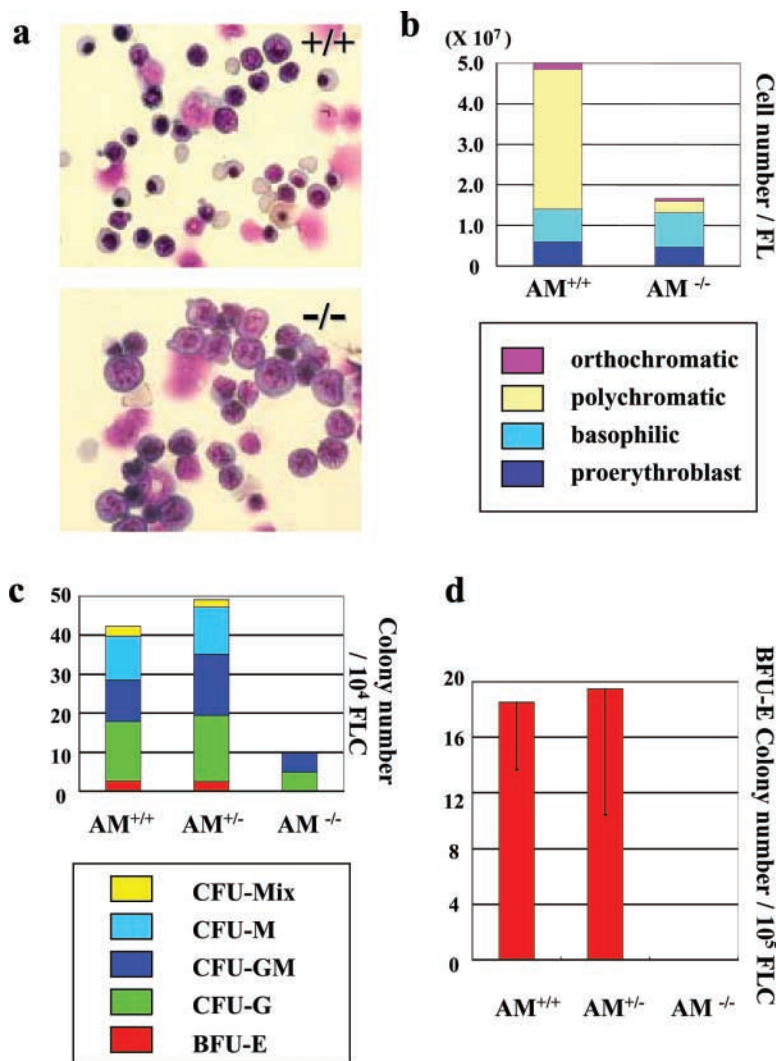 a
+/+
-/-
b
(X 10⁷)
5.0
4.0
3.0
2.0
1.0
0
Cell number / FL
AM+/+ AM -/-
orthochromatic
polychromatic
basophilic
proerythroblast
c
50
40
30
20
10
0
Colony number
/ 10⁴ FLC
AM+/+ AM+/- AM -/-
CFU-Mix
CFU-M
CFU-GM
CFU-G
BFU-E
d
20
16
12
8
4
0
BFU-E Colony number / 10⁵ FLC
AM+/+ AM+/- AM -/-